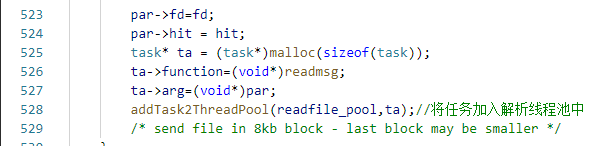 523 par->fd=fd;
524 par->hit = hit;
525 task* ta = (task*)malloc(sizeof(task));
526 ta->function=(void*)readmsg;
527 ta->arg=(void*)par;
528 addTask2ThreadPool(readfile_pool,ta);//将任务加入解析线程池中
529 /* send file in 8kb block - last block may be smaller */